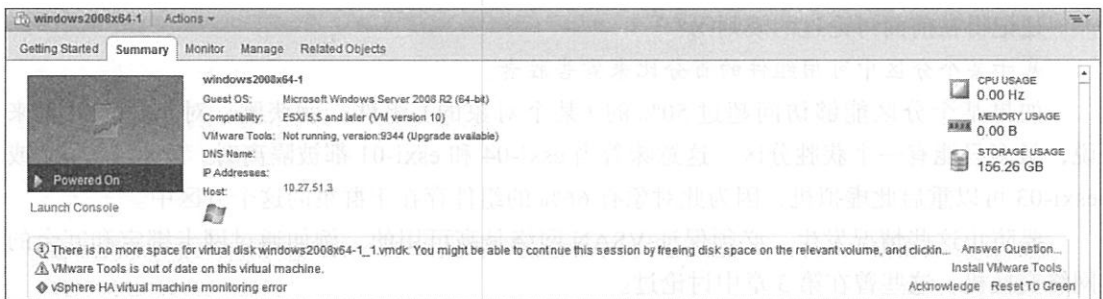 windows2008x64-1 Actions
Getting Started Summary Monitor Manage Related Objects
windows2008x64-1
Guest OS: Microsoft Windows Server 2008 R2 (64-bit)
Compatibility: ESXi 5.5 and later (VM version 10)
VMware Tools: Not running, version:9344 (Upgrade available)
DNS Name:
IP Addresses:
Host: 10.27.51.3
Powered On
Launch Console
CPU USAGE
0.00 Hz
MEMORY USAGE
0.00 B
STORAGE USAGE
156.26 GB
There is no more space for virtual disk windows2008x64-1_1.vmdk. You might be able to continue this session by freeing disk space on the relevant volume, and clickin... Answer Question...
VMware Tools is out of date on this virtual machine. Install VMware Tools
vSphere HA virtual machine monitoring error Acknowledge Reset To Green